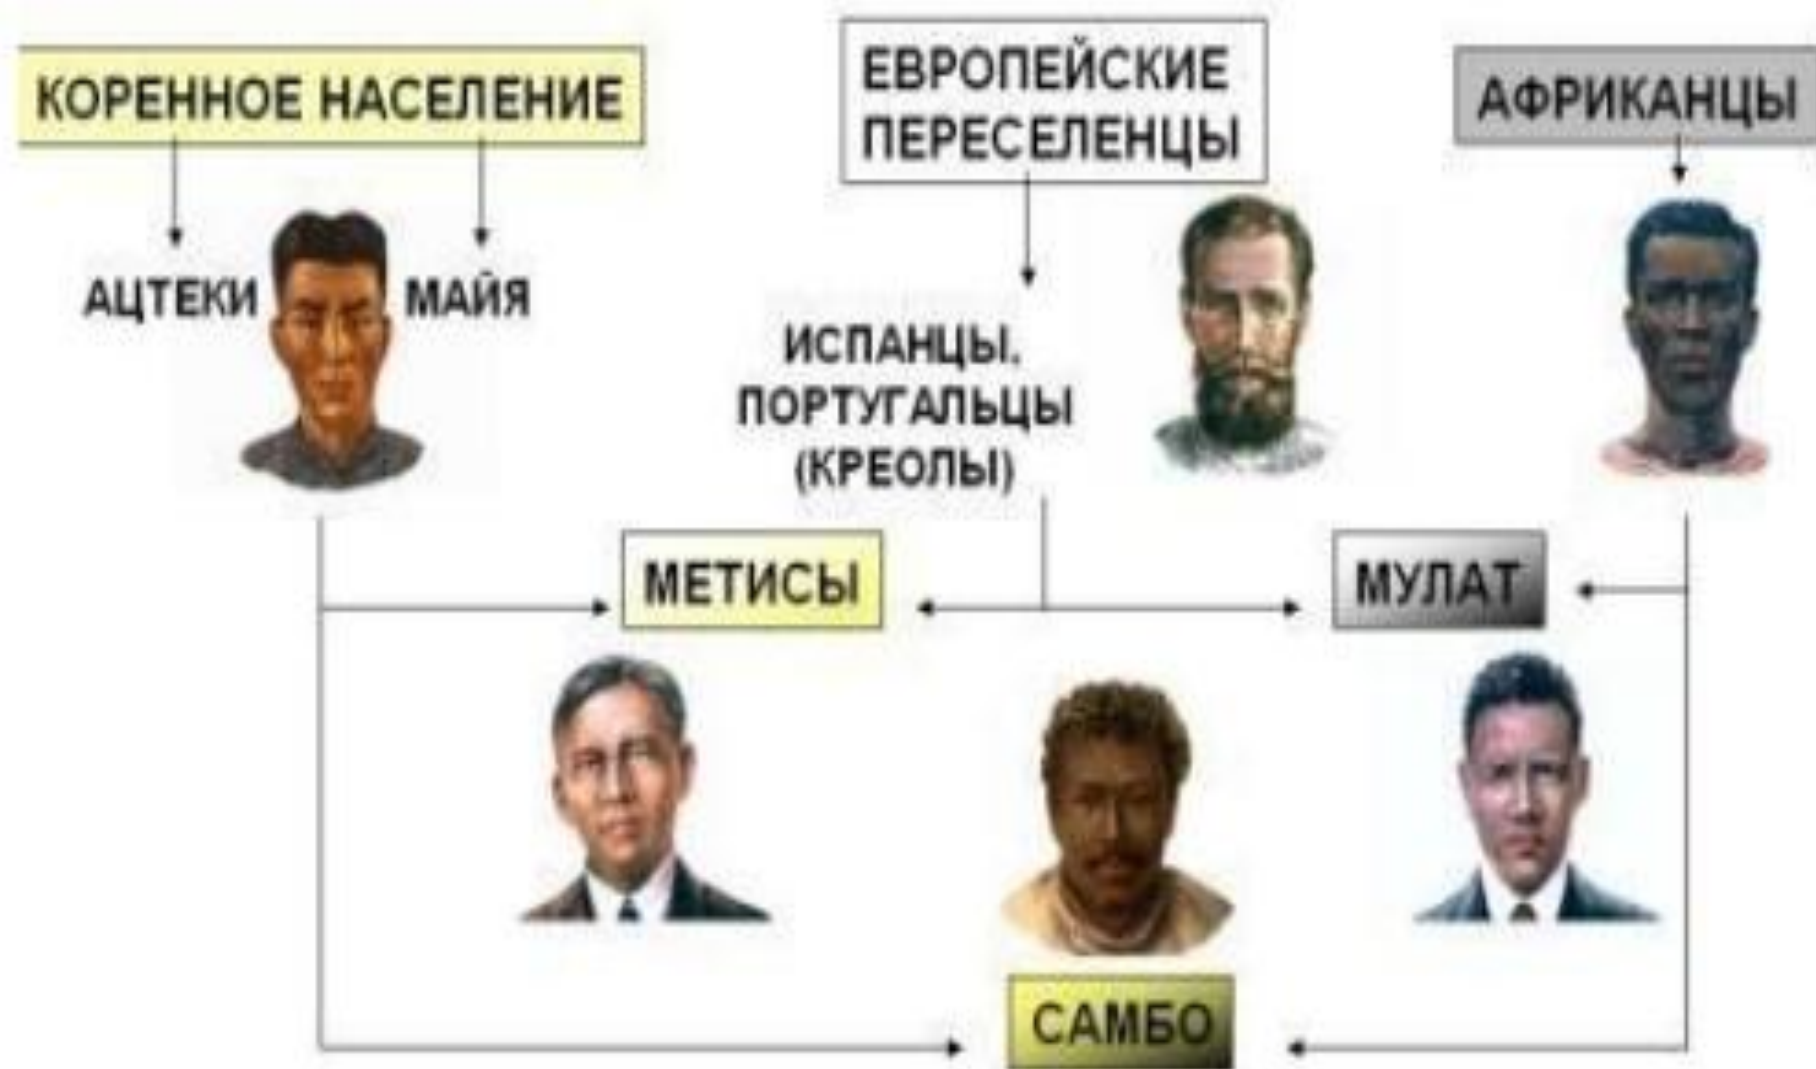 КОРЕННОЕ НАСЕЛЕНИЕ
ЕВРОПЕЙСКИЕ
ПЕРЕСЕЛЕНЦЫ
АФРИКАНЦЫ
АЦТЕКИ
МАЙЯ
ИСПАНЦЫ.
ПОРТУГАЛЬЦЫ
(КРЕОЛЫ)
МЕТИСЫ
МУЛАТ
САМБО